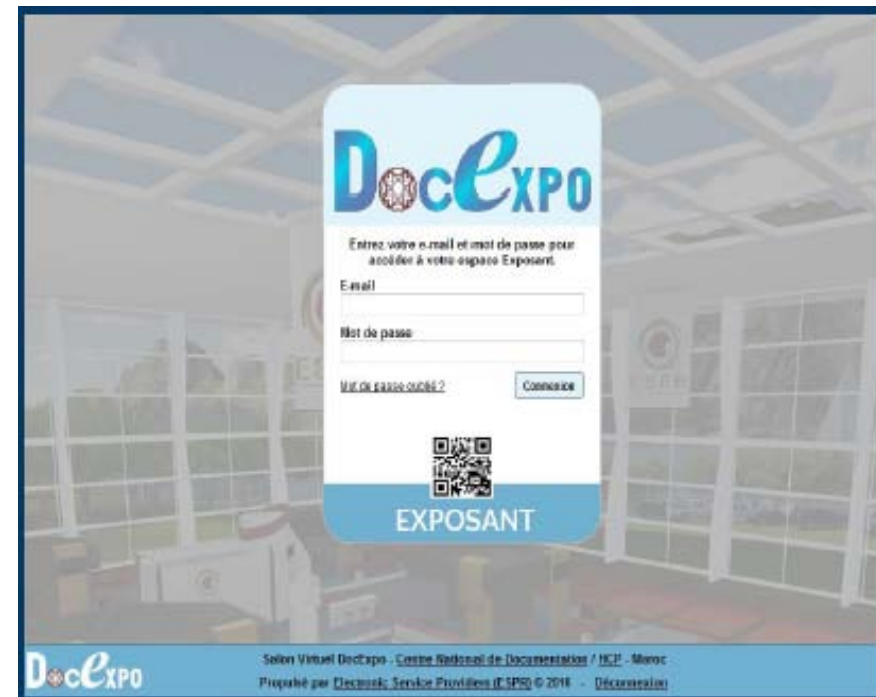 DocExpo
Entrez votre e-mail et mot de passe pour
accéder à votre espace Exposant.
E-mail
Mot de passe
Mot de passe oublié ?
Connexion
EXPOSANT
DocExpo
Salon Virtuel DocExpo - Centre National de Documentation / HCP - Maroc
Propulsé par Electronic Service Providers (ESPR) © 2016 - Déconnexion